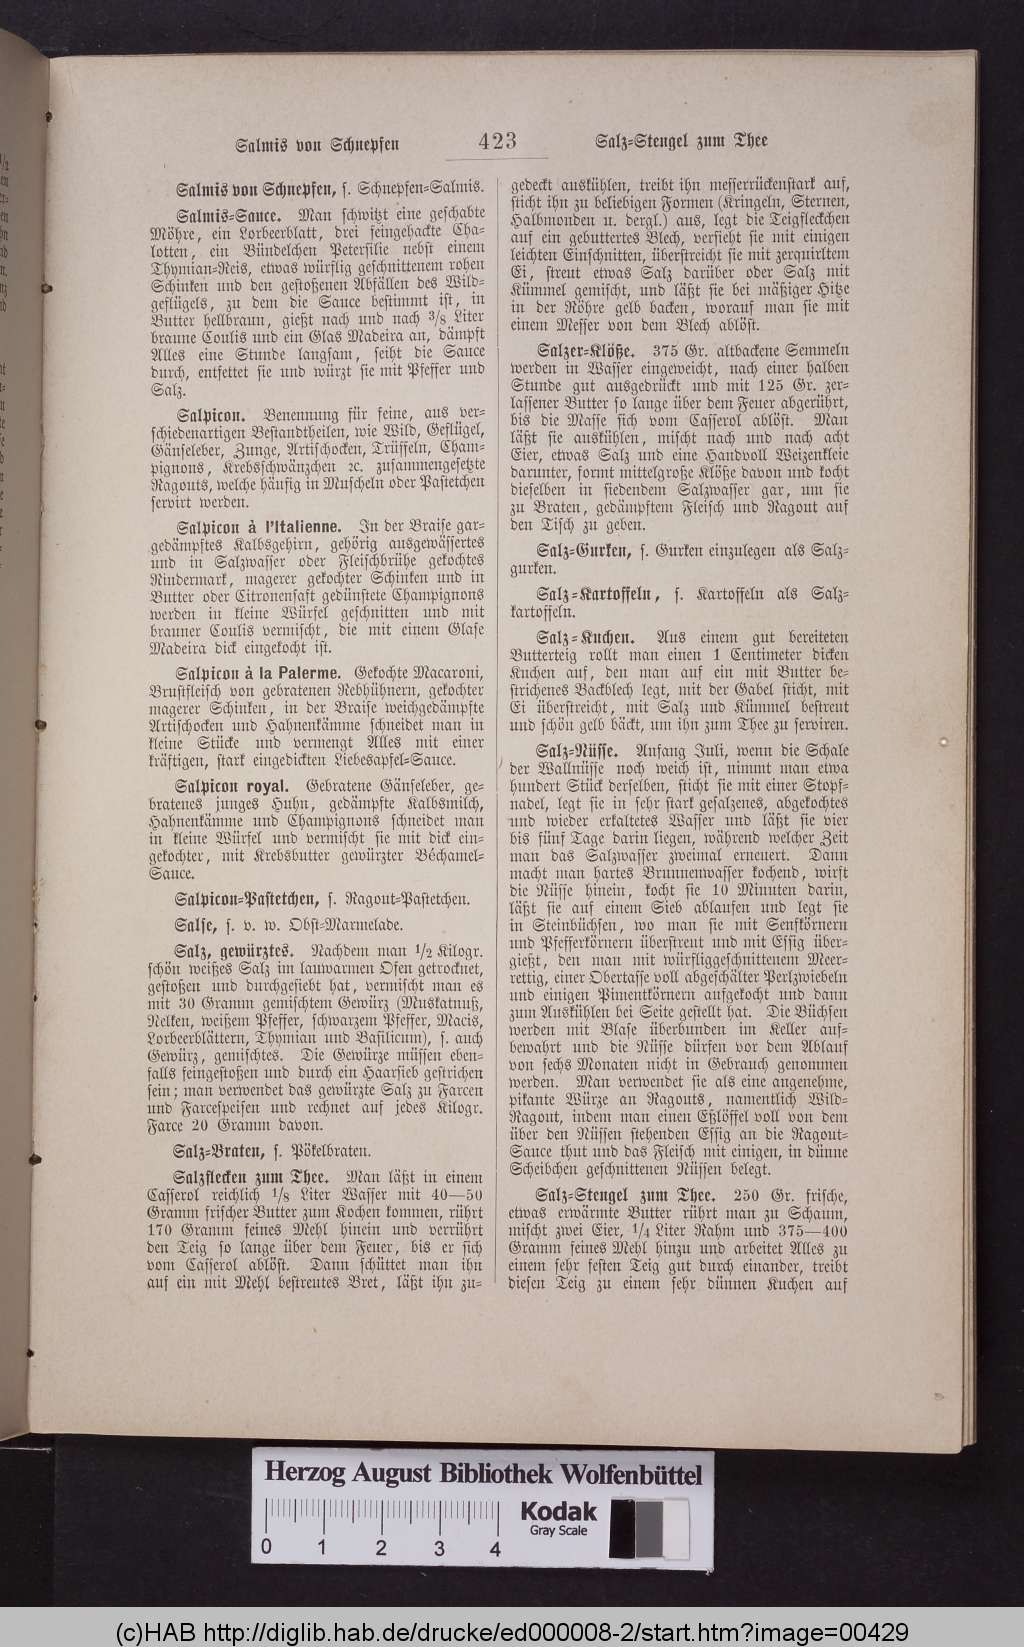 Salmis von Schnepfen
423
Salz-Stengel zum Thee
Salmis von Schnepfen, s. Schnepfen-Salmis.
Salmis-Sauce. Man schwitzt eine geschabte
Möhre, ein Lorbeerblatt, drei feingehackte Cha-
lotten, ein Bündelchen Petersilie nebst einem
Thymian-Reis, etwas würflig geschnittenem rohen
Schinken und den gestoßenen Abfällen des Wild-
geflügels, zu dem die Sauce bestimmt ist, in
Butter hellbraun, gießt nach und nach 3/8 Liter
braune Coulis und ein Glas Madeira an, dämpft
Alles eine Stunde langsam, seiht die Sauce
durch, entfettet sie und würzt sie mit Pfeffer und
Salz.
Salpicon. Benennung für feine, aus ver-
schiedenartigen Bestandtheilen, wie Wild, Geflügel,
Gänseleber, Zunge, Artischocken, Trüffeln, Cham-
pignons, Krebsschwänzchen ꝛc. zusammengesetzte
Ragouts, welche häufig in Muscheln oder Pastetchen
servirt werden.
Salpicon à l'Italienne. In der Braise gar-
gedämpftes Kalbsgehirn, gehörig ausgewässertes
und in Salzwasser oder Fleischbrühe gekochtes
Rindermark, magerer gekochter Schinken und in
Butter oder Citronensaft gedünstete Champignons
werden in kleine Würfel geschnitten und mit
brauner Coulis vermischt, die mit einem Glase
Madeira dick eingekocht ist.
Salpicon à la Palerme. Gekochte Macaroni,
Brustfleisch von gebratenen Rebhühnern, gekochter
magerer Schinken, in der Braise weichgedämpfte
Artischocken und Hahnenkämme schneidet man in
kleine Stücke und vermengt Alles mit einer
kräftigen, stark eingedickten Liebesapfel-Sauce.
Salpicon royal. Gebratene Gänseleber, ge-
bratenes junges Huhn, gedämpfte Kalbsmilch,
Hahnenkämme und Champignons schneidet man
in kleine Würfel und vermischt sie mit dick ein-
gekochter, mit Krebsbutter gewürzter Béchamel-
Sauce.
Salpicon-Pastetchen, s. Ragout-Pastetchen.
Salse, s. v. w. Obst-Marmelade.
Salz, gewürztes. Nachdem man 1/2 Kilogr.
schön weißes Salz im lauwarmen Ofen getrocknet,
gestoßen und durchgesiebt hat, vermischt man es
mit 30 Gramm gemischtem Gewürz (Muskatnuß,
Nelken, weißem Pfeffer, schwarzem Pfeffer, Macis,
Lorbeerblättern, Thymian und Basilicum), s. auch
Gewürz, gemischtes. Die Gewürze müssen eben-
falls feingestoßen und durch ein Haarsieb gestrichen
sein; man verwendet das gewürzte Salz zu Farcen
und Farcespeisen und rechnet auf jedes Kilogr.
Farce 20 Gramm davon.
Salz-Braten, s. Pökelbraten.
Salzflecken zum Thee. Man läßt in einem
Casserol reichlich 1/8 Liter Wasser mit 40—50
Gramm frischer Butter zum Kochen kommen, rührt
170 Gramm feines Mehl hinein und verrührt
den Teig so lange über dem Feuer, bis er sich
vom Casserol ablöst. Dann schüttet man ihn
auf ein mit Mehl bestreutes Bret, läßt ihn zu-
gedeckt auskühlen, treibt ihn messerrückenstark auf,
sticht ihn zu beliebigen Formen (Kringeln, Sternen,
Halbmonden u. dergl.) aus, legt die Teigfleckchen
auf ein gebuttertes Blech, versieht sie mit einigen
leichten Einschnitten, überstreicht sie mit zerquirltem
Ei, streut etwas Salz darüber oder Salz mit
Kümmel gemischt, und läßt sie bei mäßiger Hitze
in der Röhre gelb backen, worauf man sie mit
einem Messer von dem Blech ablöst.
Salzer-Klöße. 375 Gr. altbackene Semmeln
werden in Wasser eingeweicht, nach einer halben
Stunde gut ausgedrückt und mit 125 Gr. zer-
lassener Butter so lange über dem Feuer abgerührt,
bis die Masse sich vom Casserol ablöst. Man
läßt sie auskühlen, mischt nach und nach acht
Eier, etwas Salz und eine Handvoll Weizenkleie
darunter, formt mittelgroße Klöße davon und kocht
dieselben in siedendem Salzwasser gar, um sie
zu Braten, gedämpftem Fleisch und Ragout auf
den Tisch zu geben.
Salz-Gurken, s. Gurken einzulegen als Salz-
gurken.
Salz-Kartoffeln, s. Kartoffeln als Salz-
kartoffeln.
Salz-Kuchen. Aus einem gut bereiteten
Butterteig rollt man einen 1 Centimeter dicken
Kuchen auf, den man auf ein mit Butter be-
strichenes Backblech legt, mit der Gabel sticht, mit
Ei überstreicht, mit Salz und Kümmel bestreut
und schön gelb bäckt, um ihn zum Thee zu serviren.
Salz-Nüsse. Anfang Juli, wenn die Schale
der Wallnüsse noch weich ist, nimmt man etwa
hundert Stück derselben, sticht sie mit einer Stopf-
nadel, legt sie in sehr stark gesalzenes, abgekochtes
und wieder erkaltetes Wasser und läßt sie vier
bis fünf Tage darin liegen, während welcher Zeit
man das Salzwasser zweimal erneuert. Dann
macht man hartes Brunnenwasser kochend, wirft
die Nüsse hinein, kocht sie 10 Minuten darin,
läßt sie auf einem Sieb ablaufen und legt sie
in Steinbüchsen, wo man sie mit Senfkörnern
und Pfefferkörnern überstreut und mit Essig über-
gießt, den man mit würfliggeschnittenem Meer-
rettig, einer Obertasse voll abgeschälter Perlzwiebeln
und einigen Pimentkörnern aufgekocht und dann
zum Auskühlen bei Seite gestellt hat. Die Büchsen
werden mit Blase überbunden im Keller auf-
bewahrt und die Nüsse dürfen vor dem Ablauf
von sechs Monaten nicht in Gebrauch genommen
werden. Man verwendet sie als eine angenehme,
pikante Würze an Ragouts, namentlich Wild-
Ragout, indem man einen Eßlöffel voll von dem
über den Nüssen stehenden Essig an die Ragout-
Sauce thut und das Fleisch mit einigen, in dünne
Scheibchen geschnittenen Nüssen belegt.
Salz-Stengel zum Thee. 250 Gr. frische,
etwas erwärmte Butter rührt man zu Schaum,
mischt zwei Eier, 1/4 Liter Rahm und 375—400
Gramm feines Mehl hinzu und arbeitet Alles zu
einem sehr festen Teig gut durch einander, treibt
diesen Teig zu einem sehr dünnen Kuchen auf
Herzog August Bibliothek Wolfenbüttel
0 1 2 3 4
Kodak
Gray Scale
(c)HAB http://diglib.hab.de/drucke/ed000008-2/start.htm?image=00429